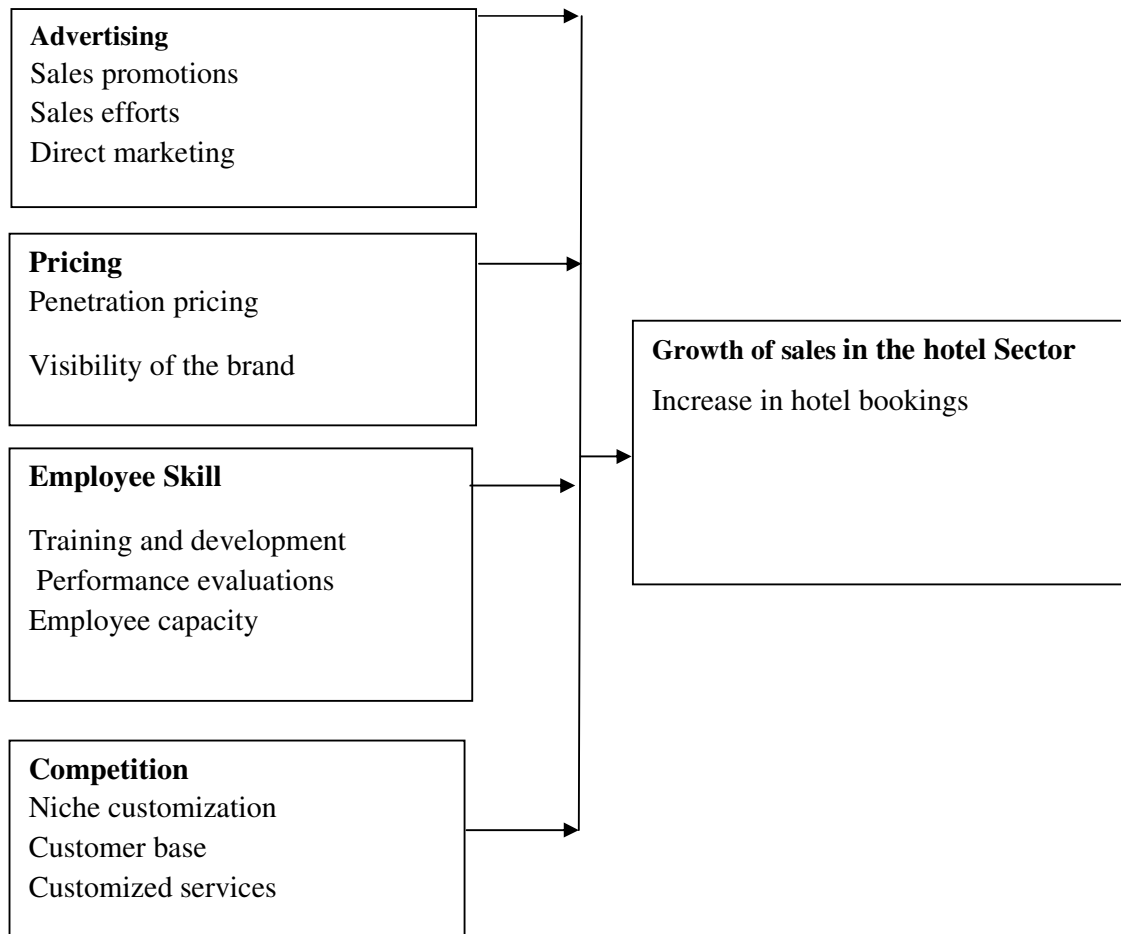 Advertising
Sales promotions
Sales efforts
Direct marketing
Pricing
Penetration pricing
Visibility of the brand
Employee Skill
Training and development
Performance evaluations
Employee capacity
Competition
Niche customization
Customer base
Customized services
Growth of sales in the hotel Sector
Increase in hotel bookings